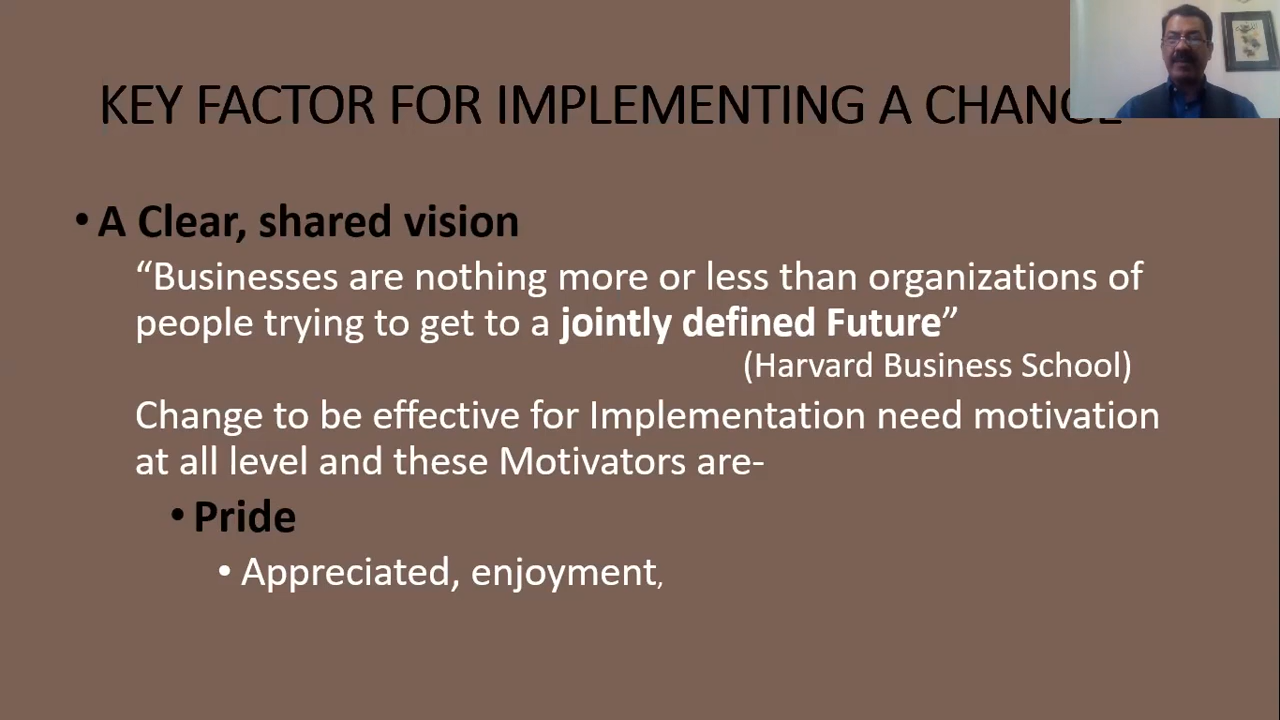 KEY FACTOR FOR IMPLEMENTING A CHANGE
• A Clear, shared vision
“Businesses are nothing more or less than organizations of
people trying to get to a jointly defined Future”
(Harvard Business School)
Change to be effective for Implementation need motivation
at all level and these Motivators are-
• Pride
• Appreciated, enjoyment,